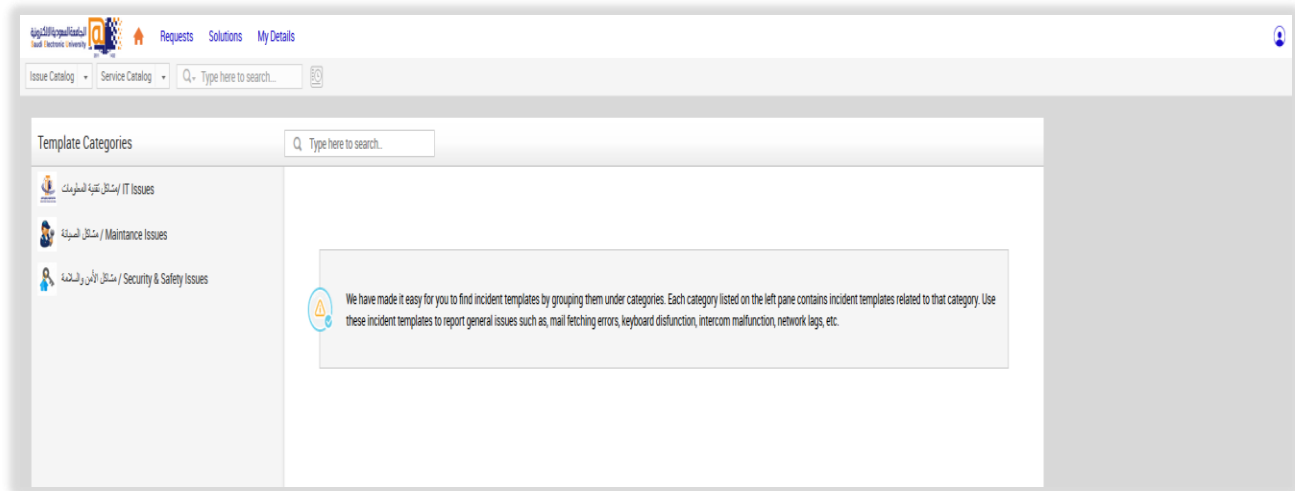 الجامعة السعودية الالكترونية
Saudi Electronic University
Requests Solutions My Details
Issue Catalog Service Catalog Type here to search...
Template Categories Type here to search..
مشاكل تقنية المعلومات/ IT Issues
مشاكل الصيانة / Maintance Issues
مشاكل الأمن والسلامة / Security & Safety Issues
We have made it easy for you to find incident templates by grouping them under categories. Each category listed on the left pane contains incident templates related to that category. Use
these incident templates to report general issues such as, mail fetching errors, keyboard disfunction, intercom malfunction, network lags, etc.